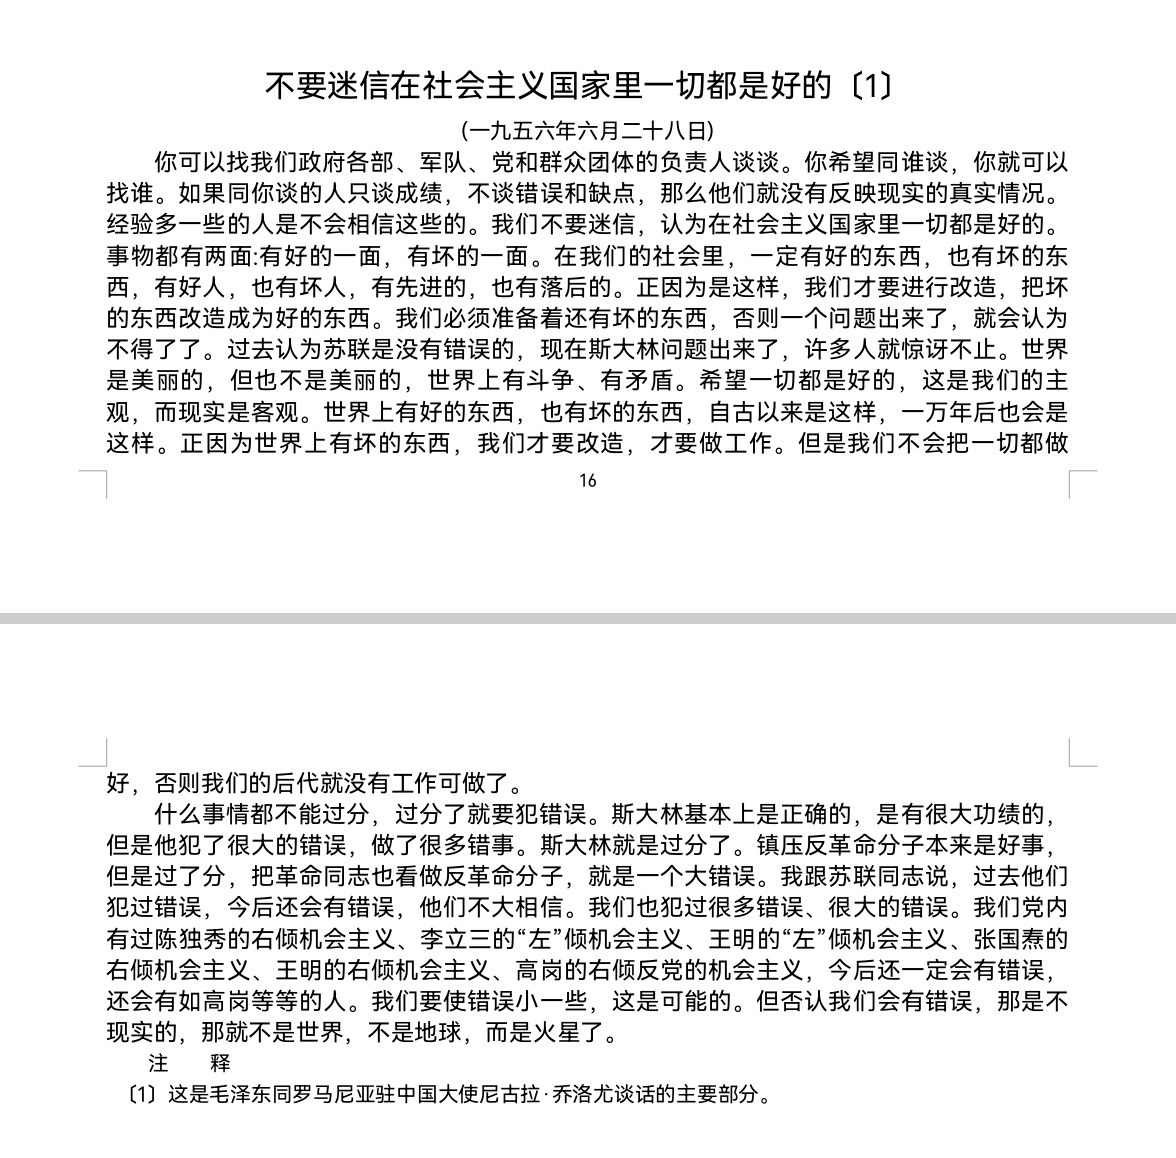 不要迷信在社会主义国家里一切都是好的〔1〕
(一九五六年六月二十八日)
你可以找我们政府各部、军队、党和群众团体的负责人谈谈。你希望同谁谈，你就可以
找谁。如果同你谈的人只谈成绩，不谈错误和缺点，那么他们就没有反映现实的真实情况。
经验多一些的人是不会相信这些的。我们不要迷信，认为在社会主义国家里一切都是好的。
事物都有两面:有好的一面，有坏的一面。在我们的社会里，一定有好的东西，也有坏的东
西，有好人，也有坏人，有先进的，也有落后的。正因为是这样，我们才要进行改造，把坏
的东西改造成为好的东西。我们必须准备着还有坏的东西，否则一个问题出来了，就会认为
不得了了。过去认为苏联是没有错误的，现在斯大林问题出来了，许多人就惊讶不止。世界
是美丽的，但也不是美丽的，世界上有斗争、有矛盾。希望一切都是好的，这是我们的主
观，而现实是客观。世界上有好的东西，也有坏的东西，自古以来是这样，一万年后也会是
这样。正因为世界上有坏的东西，我们才要改造，才要做工作。但是我们不会把一切都做
16
好，否则我们的后代就没有工作可做了。
什么事情都不能过分，过分了就要犯错误。斯大林基本上是正确的，是有很大功绩的，
但是他犯了很大的错误，做了很多错事。斯大林就是过分了。镇压反革命分子本来是好事，
但是过了分，把革命同志也看做反革命分子，就是一个大错误。我跟苏联同志说，过去他们
犯过错误，今后还会有错误，他们不大相信。我们也犯过很多错误、很大的错误。我们党内
有过陈独秀的右倾机会主义、李立三的“左”倾机会主义、王明的“左”倾机会主义、张国焘的
右倾机会主义、王明的右倾机会主义、高岗的右倾反党的机会主义，今后还一定会有错误，
还会有如高岗等等的人。我们要使错误小一些，这是可能的。但否认我们会有错误，那是不
现实的，那就不是世界，不是地球，而是火星了。
注　　释
〔1〕这是毛泽东同罗马尼亚驻中国大使尼古拉·乔洛尤谈话的主要部分。